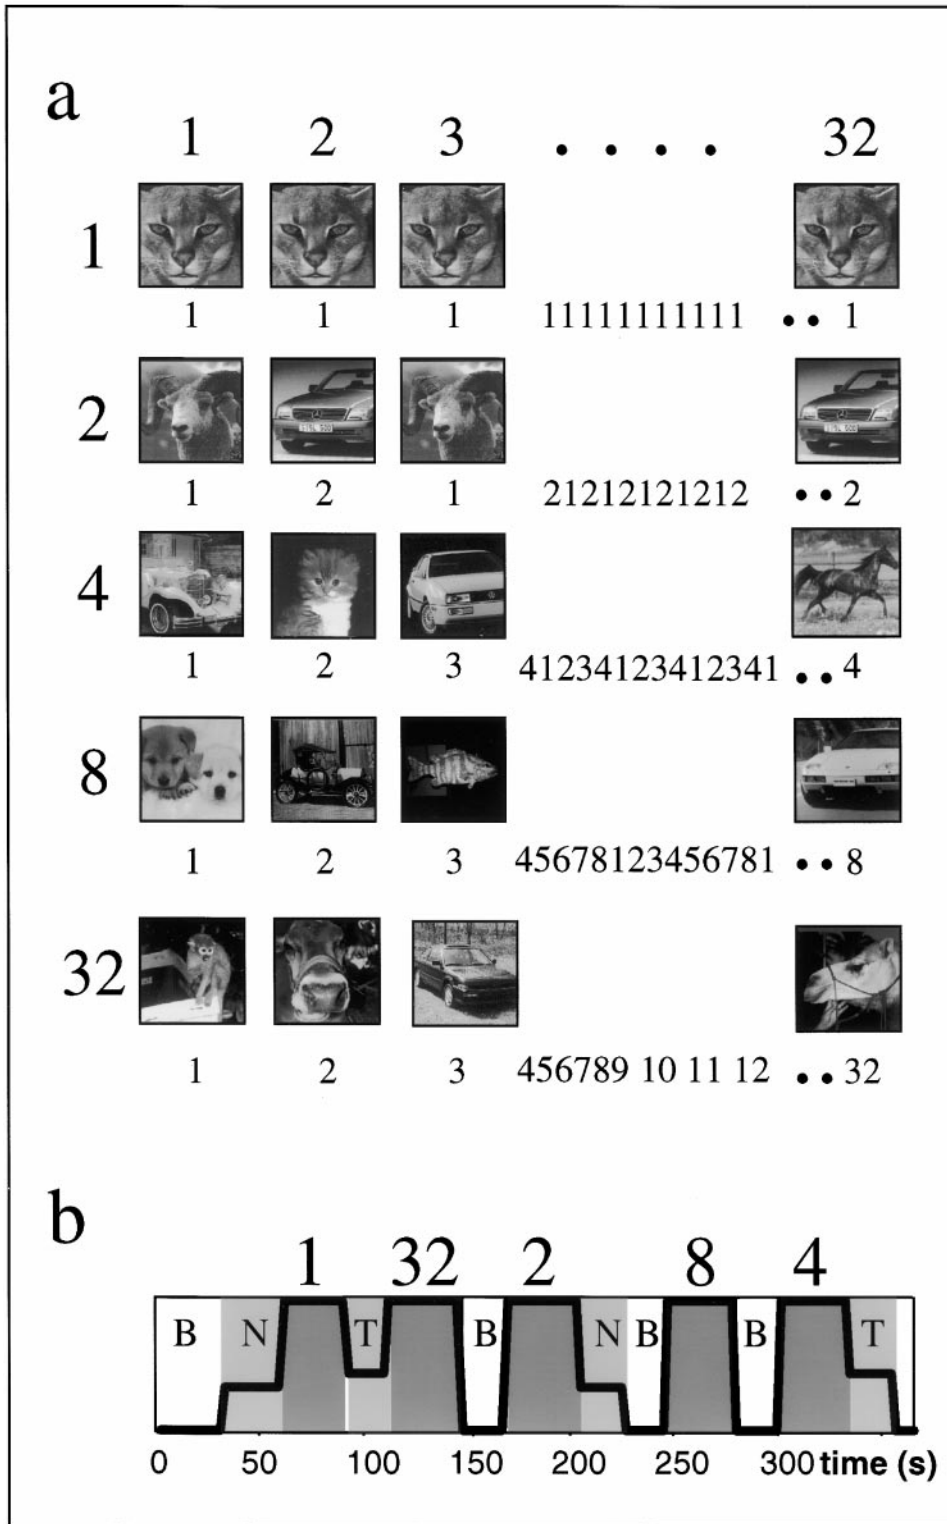 a
1 2 3 • • • • 32
1
1 1 1 11111111111 •• 1
2
1 2 1 21212121212 •• 2
4
1 2 3 41234123412341 •• 4
8
1 2 3 45678123456781 •• 8
32
1 2 3 456789 10 11 12 •• 32
b
1 32 2 8 4
B N T B N B B T
0 50 100 150 200 250 300 time (s)